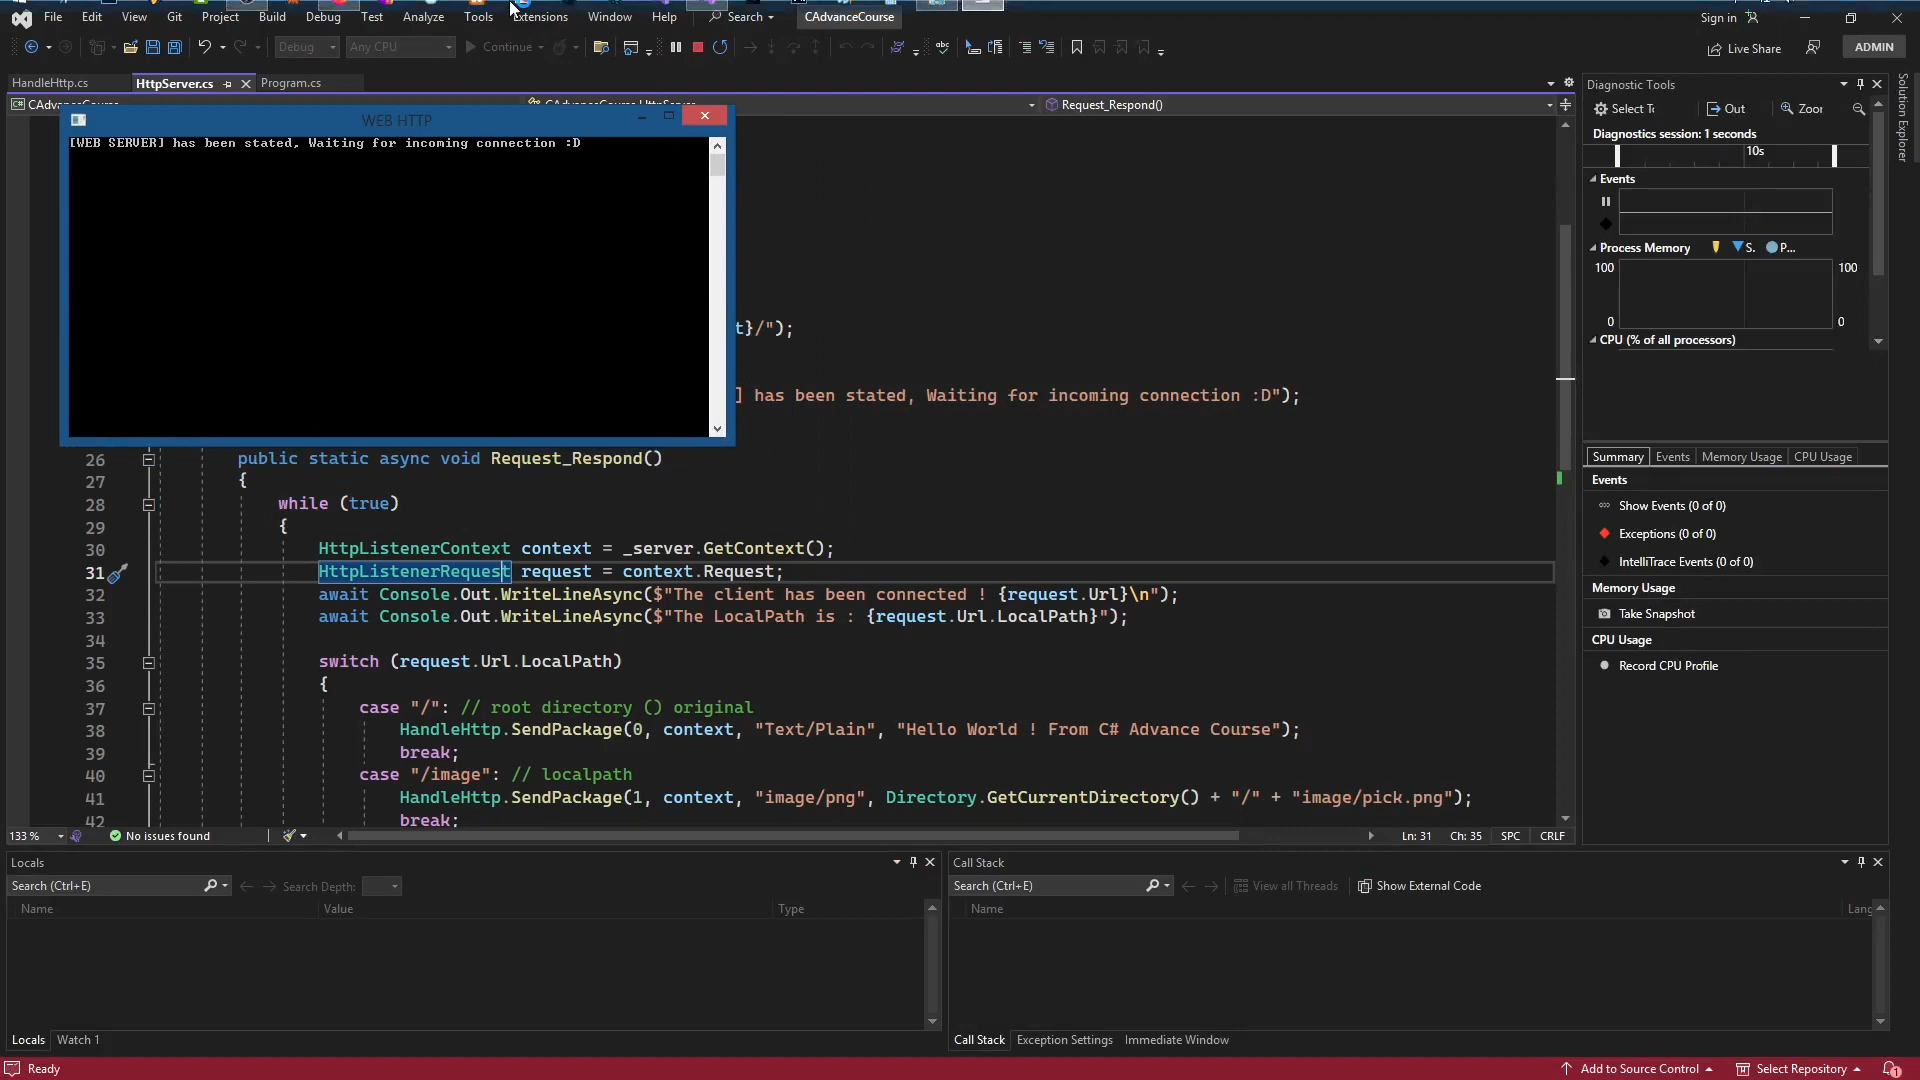 File Edit View Git Project Build Debug Test Analyze Tools Extensions Window Help Search CAdvanceCourse Sign in
Debug Any CPU Continue Live Share ADMIN
HandleHttp.cs HttpServer.cs Program.cs
Request_Respond()
WEB HTTP
[WEB SERVER] has been stated, Waiting for incoming connection :D
t}/");
] has been stated, Waiting for incoming connection :D");
26 public static async void Request_Respond()
27 {
28 while (true)
29 {
30 HttpListenerContext context = _server.GetContext();
31 HttpListenerRequest request = context.Request;
32 await Console.Out.WriteLineAsync($"The client has been connected ! {request.Url}\n");
33 await Console.Out.WriteLineAsync($"The LocalPath is : {request.Url.LocalPath}");
34
35 switch (request.Url.LocalPath)
36 {
37 case "/": // root directory () original
38 HandleHttp.SendPackage(0, context, "Text/Plain", "Hello World ! From C# Advance Course");
39 break;
40 case "/image": // localpath
41 HandleHttp.SendPackage(1, context, "image/png", Directory.GetCurrentDirectory() + "/" + "image/pick.png");
42 break;
133 % No issues found Ln: 31 Ch: 35 SPC CRLF
Diagnostic Tools
Select To Out Zoor
Diagnostics session: 1 seconds
10s
Events
Process Memory S. P...
100 100
0 0
CPU (% of all processors)
Summary Events Memory Usage CPU Usage
Events
Show Events (0 of 0)
Exceptions (0 of 0)
IntelliTrace Events (0 of 0)
Memory Usage
Take Snapshot
CPU Usage
Record CPU Profile
Solution Explorer
Locals
Search (Ctrl+E) Search Depth:
Name Value Type
Locals Watch 1
Call Stack
Search (Ctrl+E) View all Threads Show External Code
Name Lang
Call Stack Exception Settings Immediate Window
Ready Add to Source Control Select Repository 1